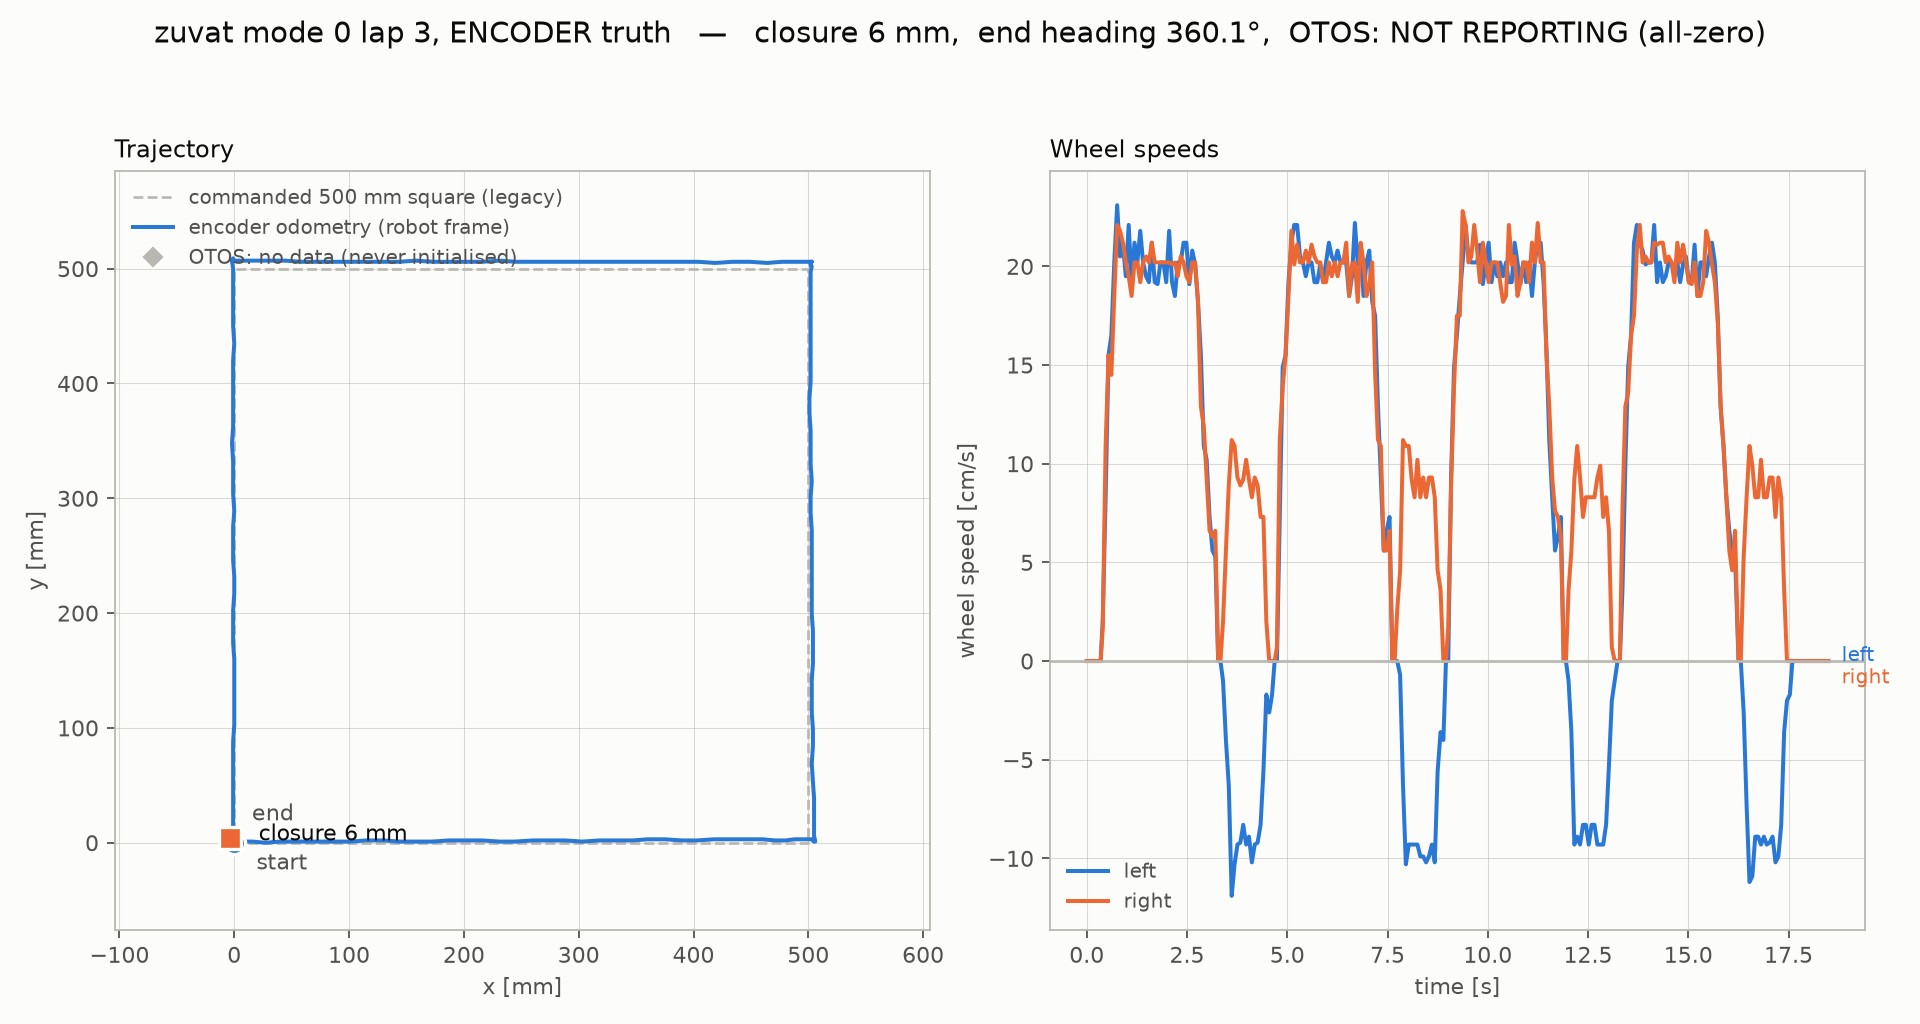 zuvat mode 0 lap 3, ENCODER truth — closure 6 mm, end heading 360.1°, OTOS: NOT REPORTING (all-zero)
Trajectory
commanded 500 mm square (legacy)
encoder odometry (robot frame)
OTOS: no data (never initialised)
500
400
300
200
100
0
y [mm]
end
closure 6 mm
start
−100
0
100
200
300
400
500
600
x [mm]
Wheel speeds
20
15
10
5
0
−5
−10
wheel speed [cm/s]
left
right
left
right
0.0
2.5
5.0
7.5
10.0
12.5
15.0
17.5
time [s]